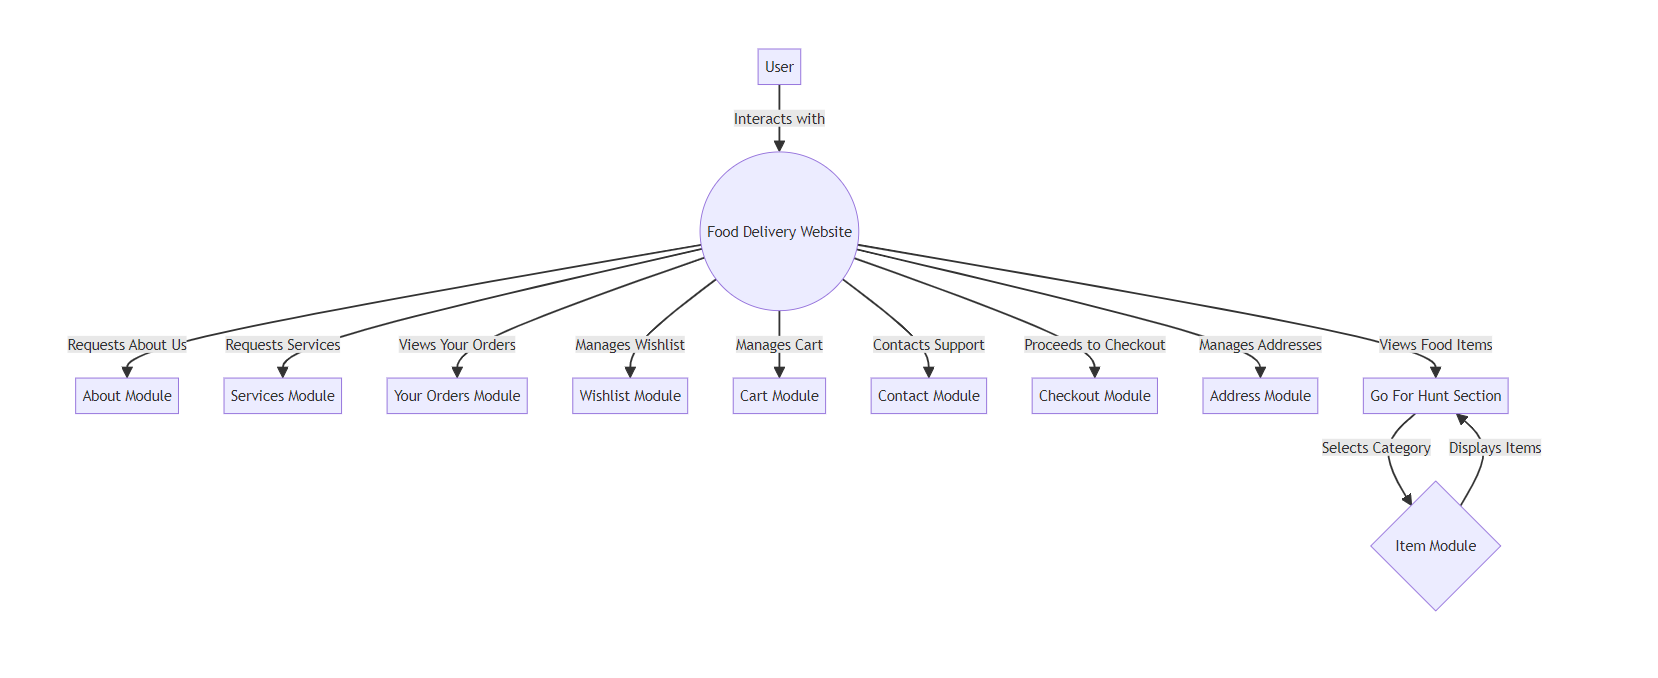 User
Interacts with
Food Delivery Website
Requests About Us
Requests Services
Views Your Orders
Manages Wishlist
Manages Cart
Contacts Support
Proceeds to Checkout
Manages Addresses
Views Food Items
About Module
Services Module
Your Orders Module
Wishlist Module
Cart Module
Contact Module
Checkout Module
Address Module
Go For Hunt Section
Selects Category
Displays Items
Item Module